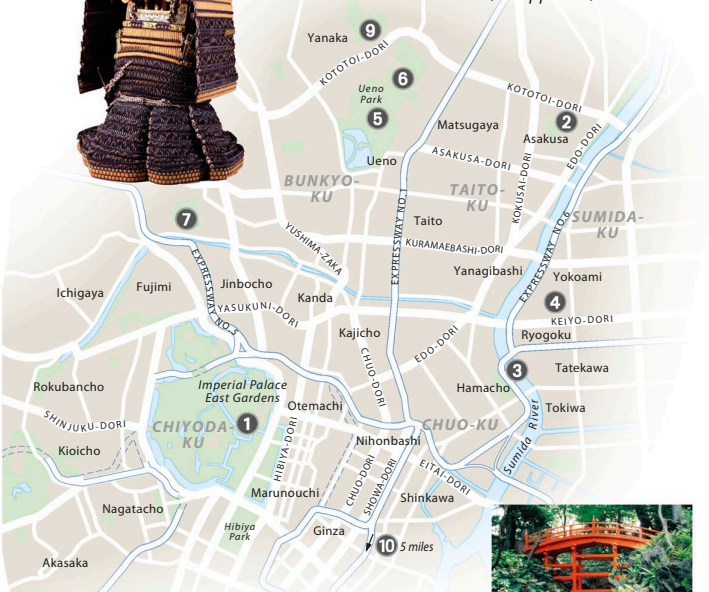 Yanaka
9
KOTOTOI-DORI
6
Ueno
Park
5
KOTOTOI-DORI
Matsugaya
2
Asakusa
EDO-DORI
Ueno
ASAKUSA-DORI
BUNKYO-
KU
TAITO-
KU
KOKUSAI-DORI
SUMIDA-
KU
7
Taito
EXPRESSWAY NO.1
YUSHIMA-ZAKA
KURAMAEBASHI-DORI
EXPRESSWAY NO.6
Yanagibashi
Yokoami
Ichigaya
Fujimi
EXPRESSWAY NO.5
Jinbocho
Kanda
4
YASUKUNI-DORI
KEIYO-DORI
Kajicho
EDO-DORI
Ryogoku
CHUO-DORI
3
Tatekawa
Rokubancho
Imperial Palace
East Gardens
Hamacho
Otemachi
Tokiwa
SHINJUKU-DORI
CHIYODA-
KU
1
CHUO-KU
Kioicho
HIBIYA-DORI
Nihonbashi
Sumida River
EITAI-DORI
CHUO-DORI
SHOWA-DORI
Marunouchi
Shinkawa
Nagatacho
Hibiya
Park
Ginza
10 5 miles
Akasaka